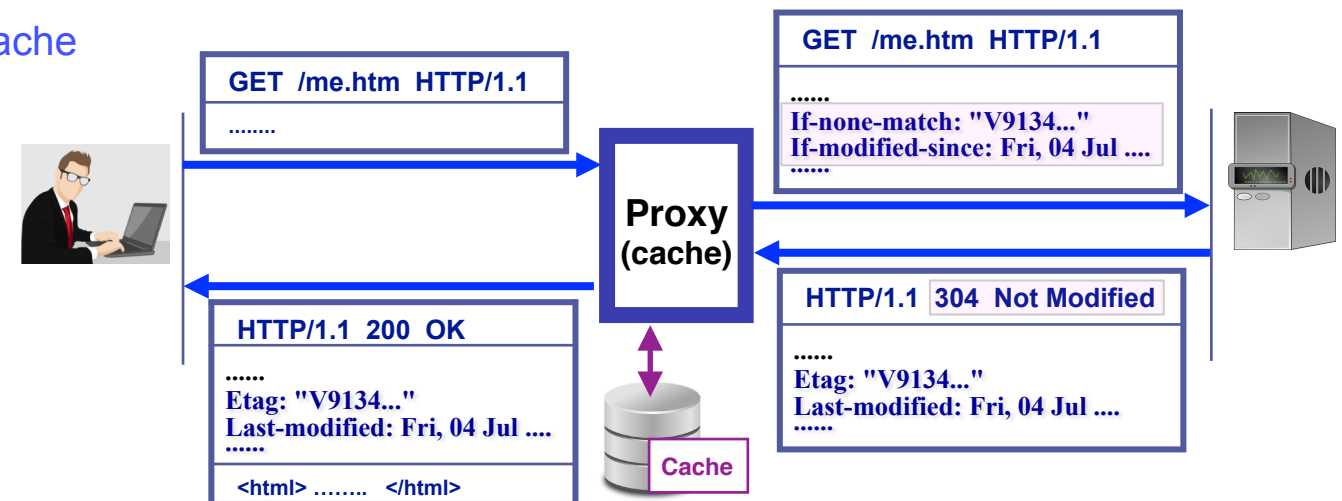 ache
GET /me.htm HTTP/1.1
........
GET /me.htm HTTP/1.1
......
If-none-match: "V9134..."
If-modified-since: Fri, 04 Jul ....
......
Proxy
(cache)
HTTP/1.1 200 OK
......
Etag: "V9134..."
Last-modified: Fri, 04 Jul ....
......
<html> …….. </html>
HTTP/1.1 304 Not Modified
......
Etag: "V9134..."
Last-modified: Fri, 04 Jul ....
......
Cache